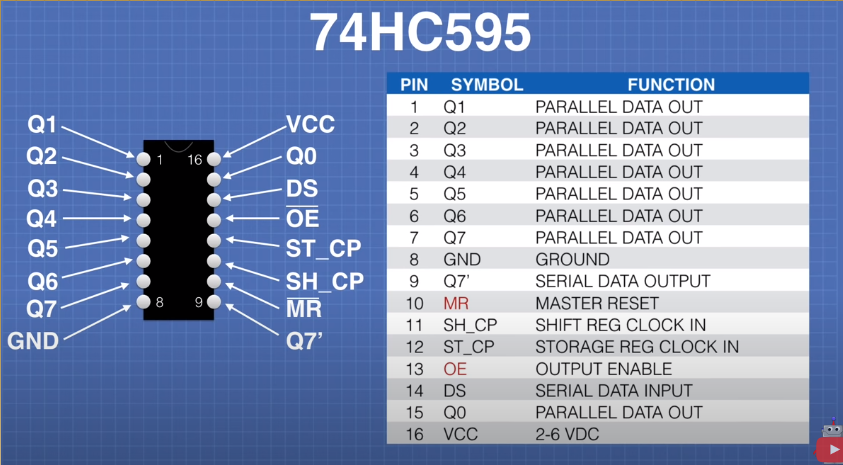 74HC595
Q1
Q2
Q3
Q4
Q5
Q6
Q7
GND
1 16
8 9
VCC
Q0
DS
OE
ST_CP
SH_CP
MR
Q7’
PIN SYMBOL FUNCTION
1 Q1 PARALLEL DATA OUT
2 Q2 PARALLEL DATA OUT
3 Q3 PARALLEL DATA OUT
4 Q4 PARALLEL DATA OUT
5 Q5 PARALLEL DATA OUT
6 Q6 PARALLEL DATA OUT
7 Q7 PARALLEL DATA OUT
8 GND GROUND
9 Q7’ SERIAL DATA OUTPUT
10 MR MASTER RESET
11 SH_CP SHIFT REG CLOCK IN
12 ST_CP STORAGE REG CLOCK IN
13 OE OUTPUT ENABLE
14 DS SERIAL DATA INPUT
15 Q0 PARALLEL DATA OUT
16 VCC 2-6 VDC